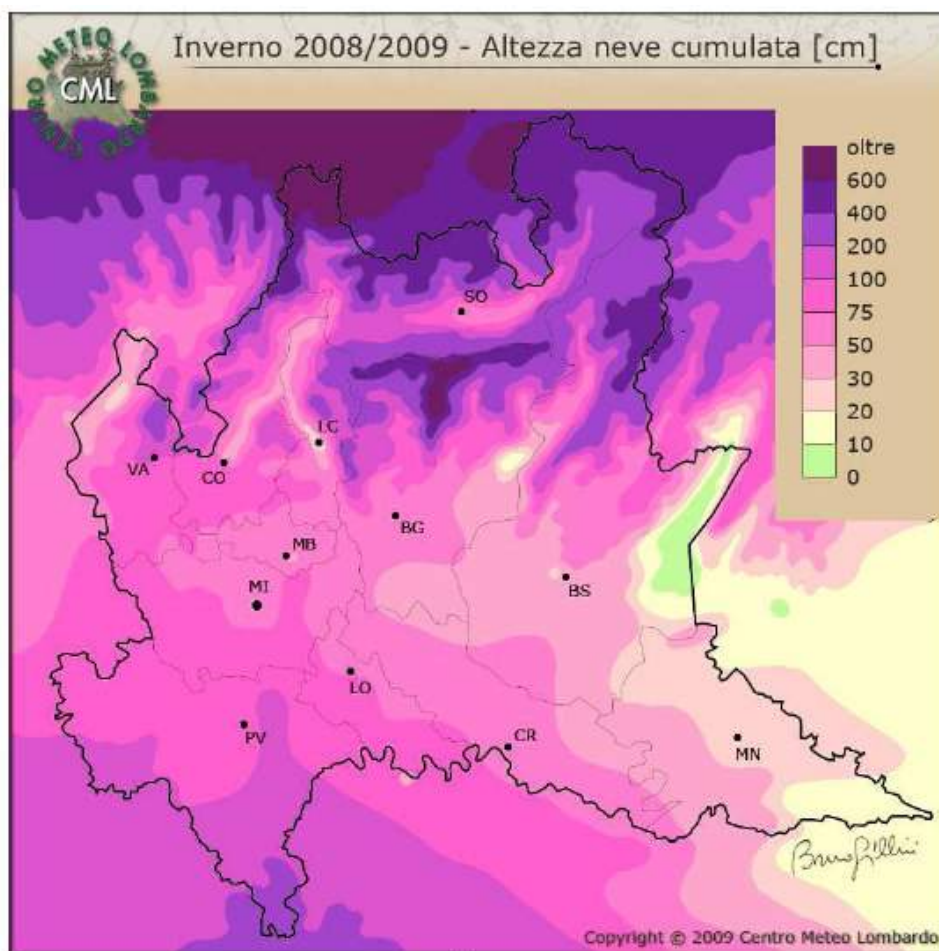 CENTRO METEO LOMBARDO
CML
Inverno 2008/2009 - Altezza neve cumulata [cm]
oltre
600
400
200
100
75
50
30
20
10
0
SO
LC
VA
CO
BG
MB
MI
BS
LO
PV
CR
MN
Bruno Grillini
Copyright © 2009 Centro Meteo Lombardo